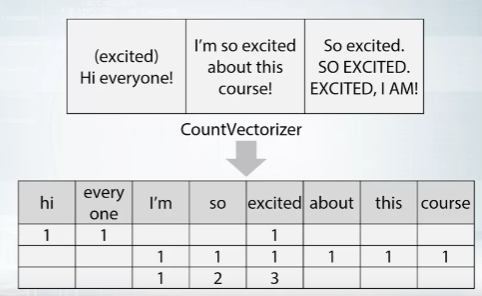 (excited)
Hi everyone!
I'm so excited
about this
course!
So excited.
SO EXCITED.
EXCITED, I AM!
CountVectorizer
hi every one I'm so excited about this course
1 1 1
1 1 1 1 1 1
1 2 3